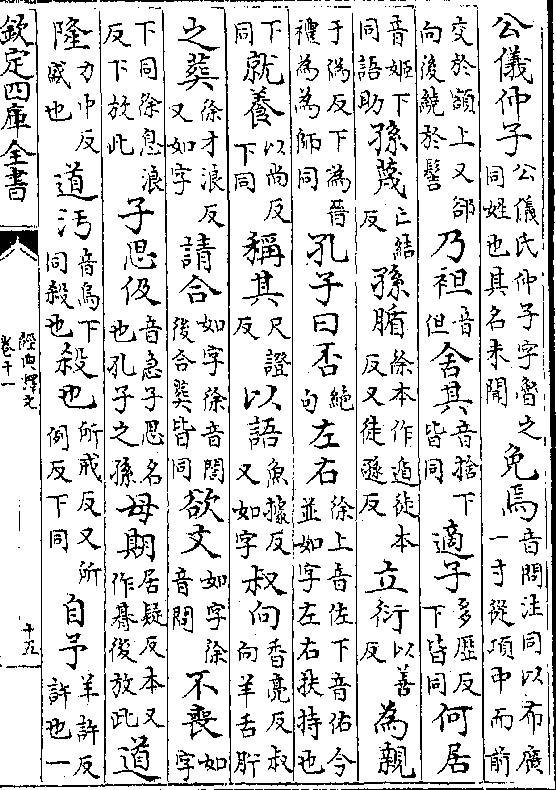 公儀仲子公儀氏仲子字魯之同姓也其名未聞免焉音問注同以布廣一寸從項中而前
交於額上又郤向後繞於髻乃袒音但舍其音捨下皆同適子多歷反下皆同何居
音姬下同語助孫蔑亡結反孫腯徐本作遁徒本反又徒遜反立衍以善反為親
于偽反下為晉禮為為師同孔子曰否絶句左右徐上音佐下音佑今並如字左右扶持也
下同就養以尚反下同稱其尺證反以語魚據反又如字叔向香亮反叔向羊舌肸
之葬徐才浪反又如字請合如字徐音閤後合葬皆同欲文如字徐音問不喪如字
下同徐息浪反下放此子思伋音急子思名也孔子之孫母期居疑反本又作朞後放此道
隆力中反盛也道汚音烏下同殺也殺也所戒反又所例反下同自予羊許反許也一
欽定四庫全書
經典釋文
卷十一
十五